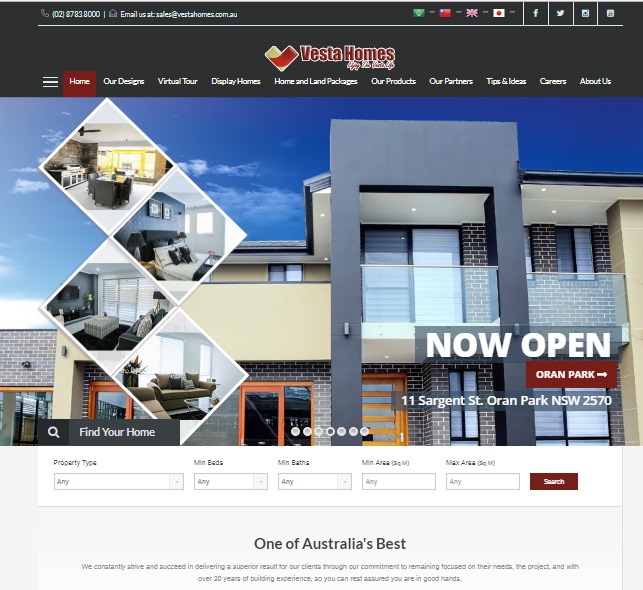 (02) 8783 8000 | Email us at: sales@vestahomes.com.au
Vesta Homes
Enjoy The Vesta Life
Home Our Designs Virtual Tour Display Homes Home and Land Packages Our Products Our Partners Tips & Ideas Careers About Us
NOW OPEN
ORAN PARK
11 Sargent St. Oran Park NSW 2570
Find Your Home
Property Type Min Beds Min Baths Min Area (Sq M) Max Area (Sq M)
Any Any Any Any Any Search
One of Australia's Best
We constantly strive and succeed in delivering a superior result for our clients through our commitment to remaining focused on their needs, the project, and with
over 20 years of building experience, so you can rest assured you are in good hands.